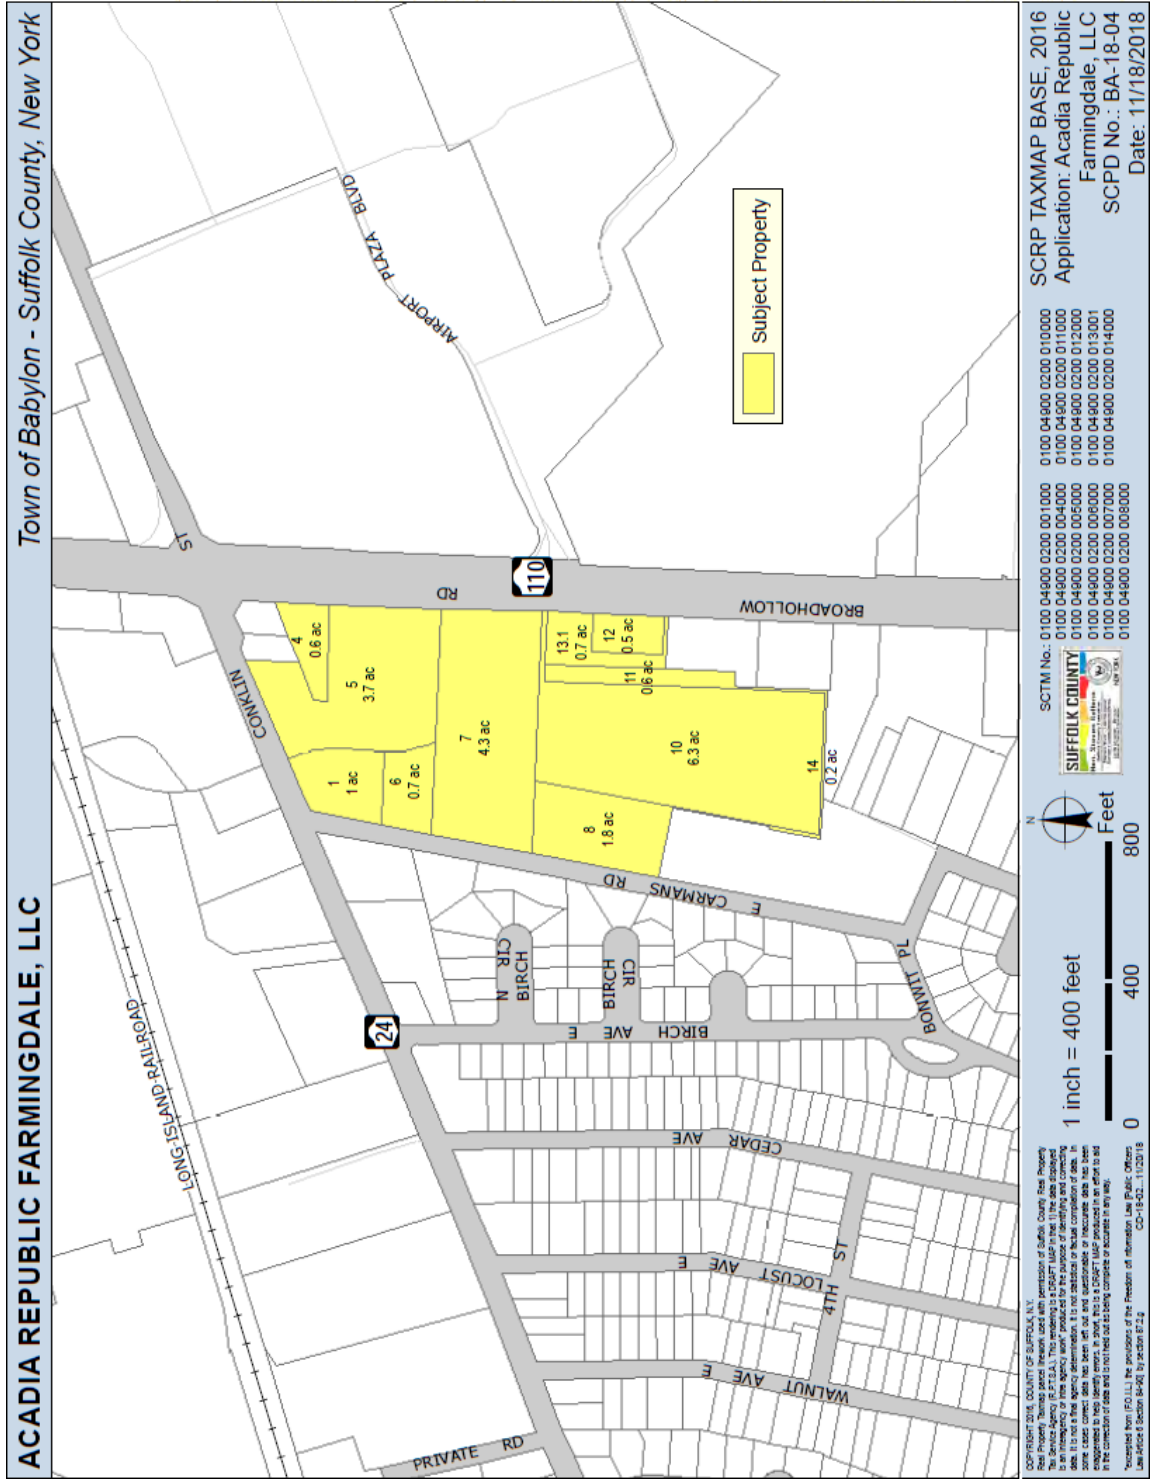 ACADIA REPUBLIC FARMINGDALE, LLC
Town of Babylon - Suffolk County, New York
LONG-ISLAND-RAIL-ROAD
PRIVATE RD
24
CONKLIN
ST
110
BROADHOLLOW
RD
AIRPORT PLAZA BLVD
E CARMANS RD
N BIRCH CIR
BIRCH CIR
BIRCH AVE E
BONWIT PL
CEDAR AVE
LOCUST AVE E
WALNUT AVE E
4TH ST
1
1 ac
4
0.6 ac
5
3.7 ac
6
0.7 ac
7
4.3 ac
8
1.8 ac
10
6.3 ac
11
0.6 ac
12
0.5 ac
13.1
0.7 ac
14
0.2 ac
Subject Property
COPYRIGHT 2016, COUNTY OF SUFFOLK, N.Y.
1 inch = 400 feet
0 400 800
Feet
N
SUFFOLK COUNTY
SCTM No.: 0100 04900 0200 001000
0100 04900 0200 004000
0100 04900 0200 005000
0100 04900 0200 006000
0100 04900 0200 007000
0100 04900 0200 008000
0100 04900 0200 010000
0100 04900 0200 011000
0100 04900 0200 012000
0100 04900 0200 013001
0100 04900 0200 014000
SCRP TAXMAP BASE, 2016
Application: Acadia Republic
Farmingdale, LLC
SCPD No.: BA-18-04
Date: 11/18/2018